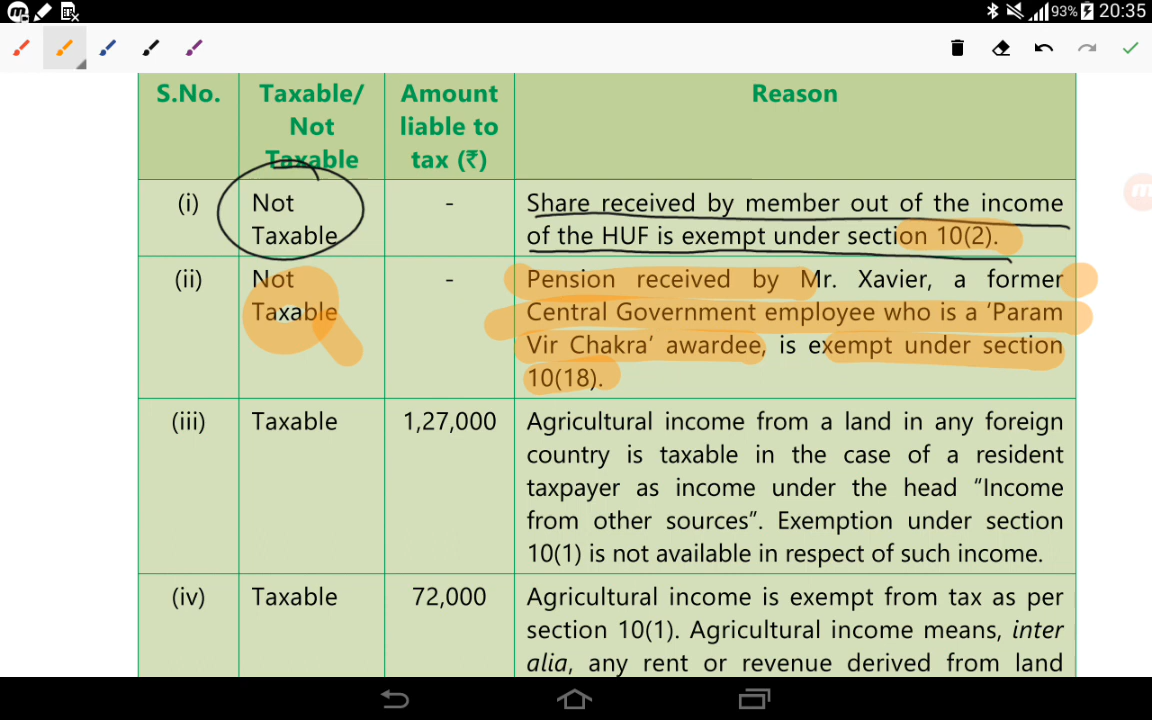 93% 20:35
S.No. Taxable/ Not Taxable Amount liable to tax (₹) Reason
(i) Not Taxable - Share received by member out of the income
of the HUF is exempt under section 10(2).
(ii) Not Taxable - Pension received by Mr. Xavier, a former
Central Government employee who is a ‘Param
Vir Chakra’ awardee, is exempt under section
10(18).
(iii) Taxable 1,27,000 Agricultural income from a land in any foreign
country is taxable in the case of a resident
taxpayer as income under the head “Income
from other sources”. Exemption under section
10(1) is not available in respect of such income.
(iv) Taxable 72,000 Agricultural income is exempt from tax as per
section 10(1). Agricultural income means, inter
alia, any rent or revenue derived from land